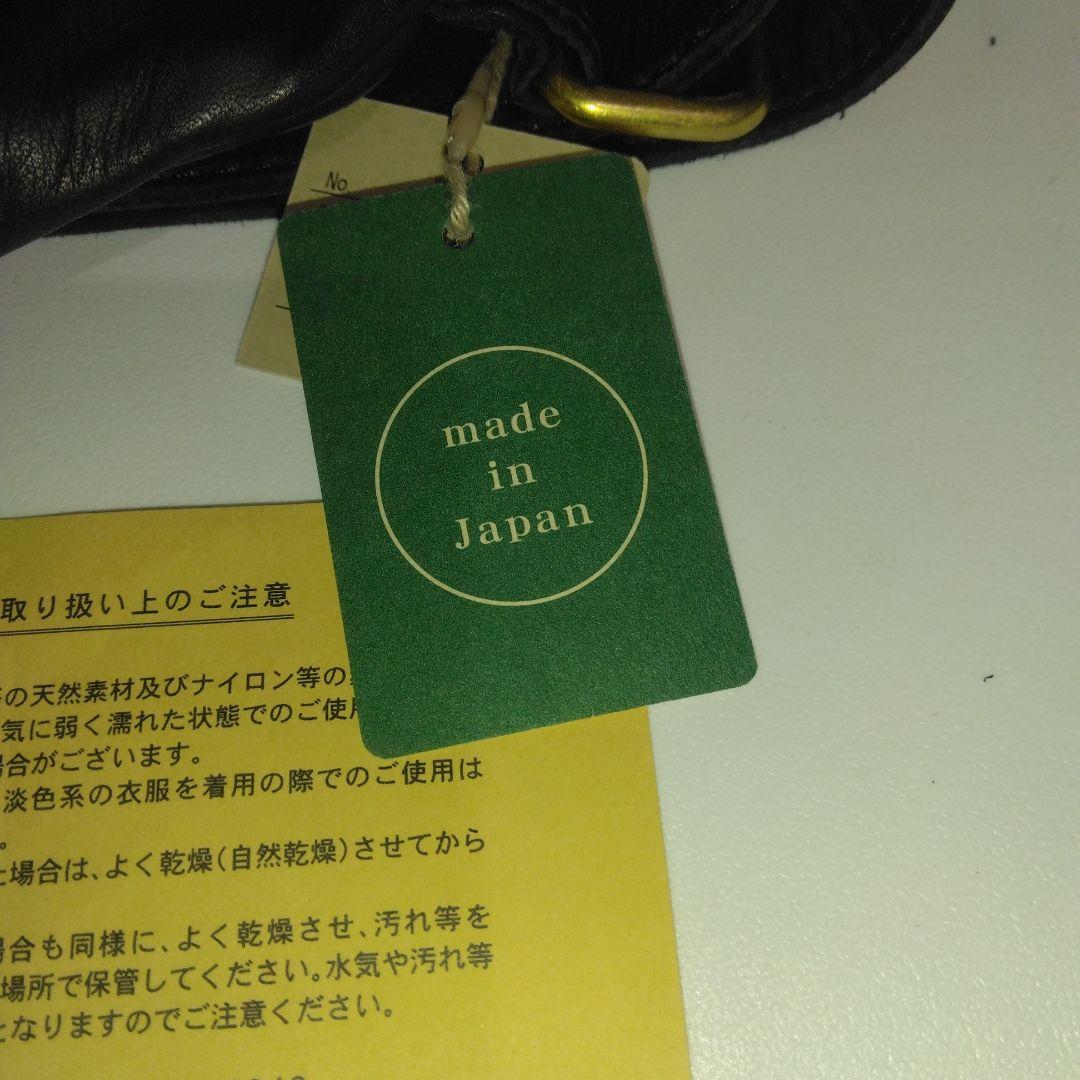 No
made
in
Japan
取り扱い上のご注意
の天然素材及びナイロン等の
気に弱く濡れた状態でのご使
場合がございます。
淡色系の衣服を着用の際でのご使用は
。
場合は、よく乾燥(自然乾燥)させてから
場合も同様に、よく乾燥させ、汚れ等を
場所で保管してください。水気や汚れ等
となりますのでご注意ください。